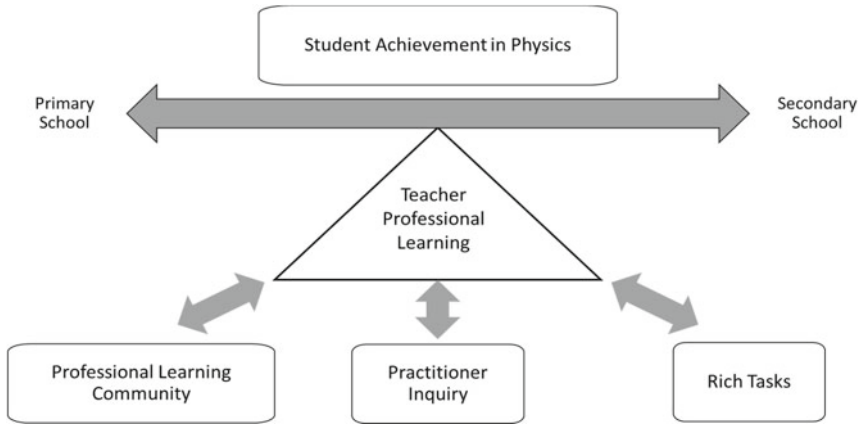 Student Achievement in Physics
Primary
School
Secondary
School
Teacher
Professional
Learning
Professional Learning
Community
Practitioner
Inquiry
Rich Tasks